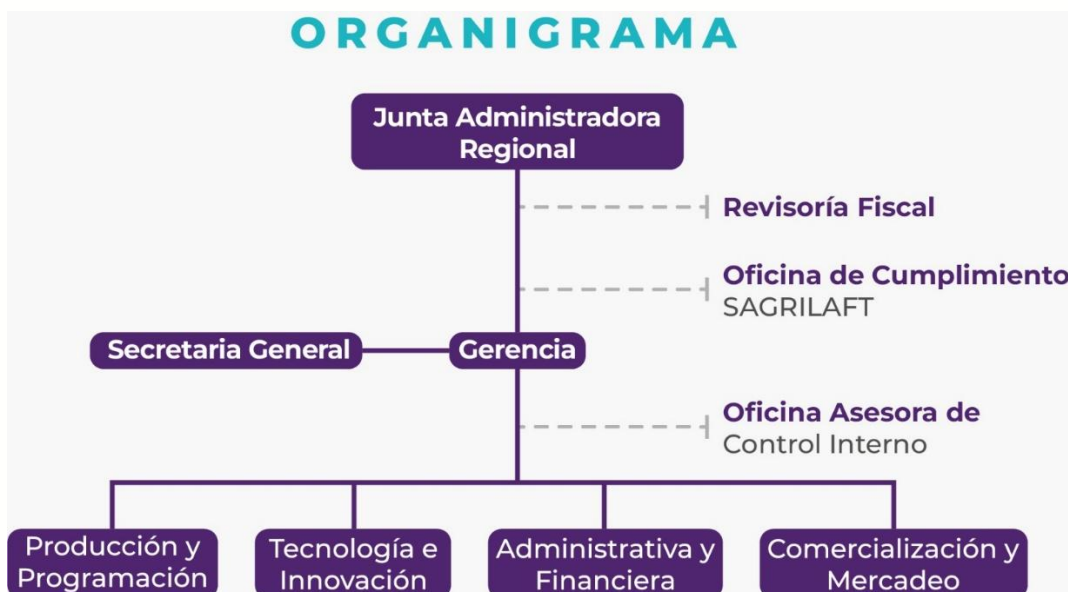 ORGANIGRAMA
Junta Administradora
Regional
Revisoría Fiscal
Oficina de Cumplimiento
SAGRILAFT
Secretaria General
Gerencia
Oficina Asesora de
Control Interno
Producción y
Programación
Tecnología e
Innovación
Administrativa y
Financiera
Comercialización y
Mercadeo